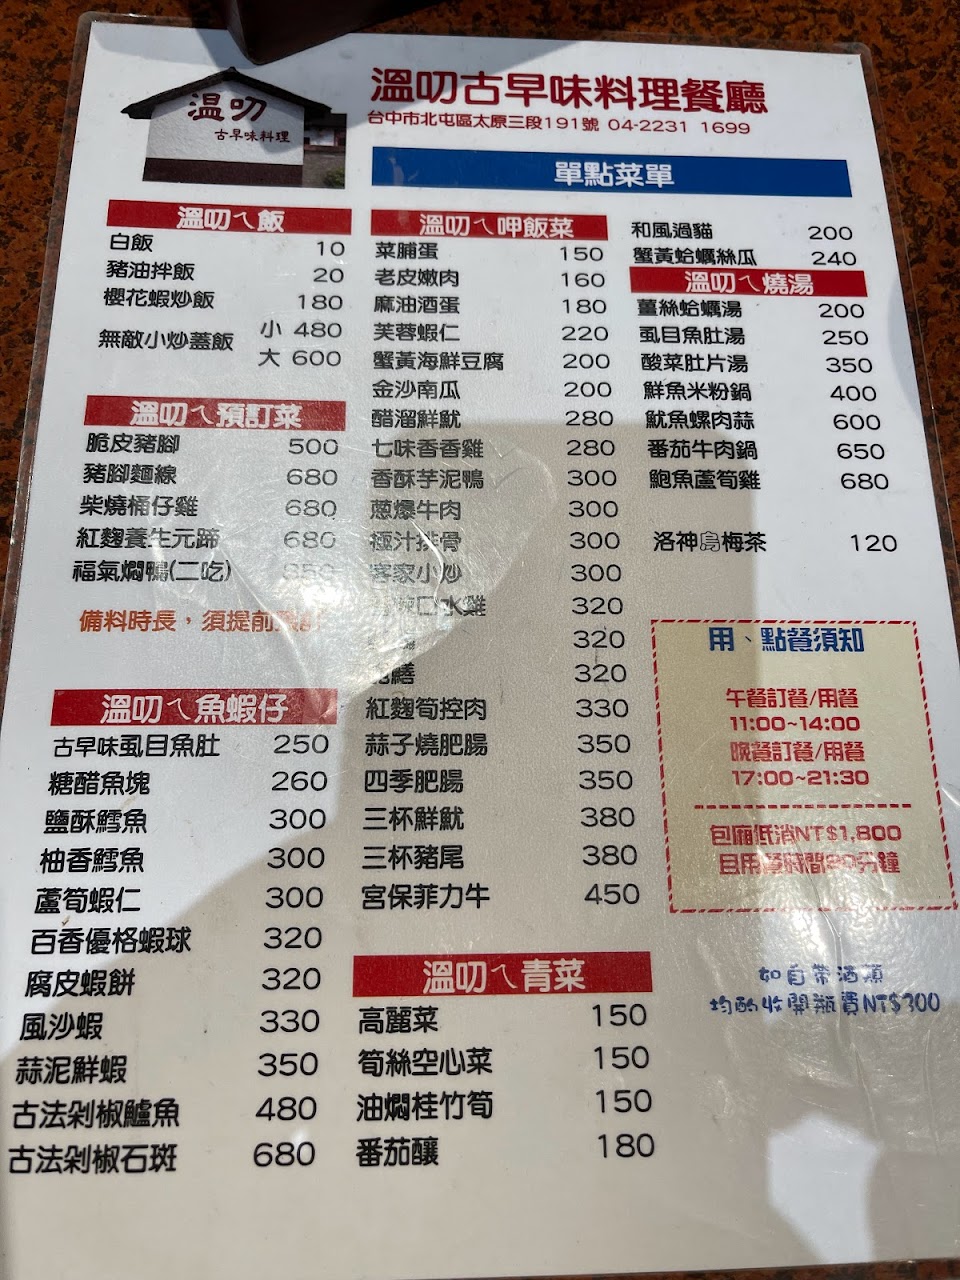 溫叨
古早味料理
溫叨古早味料理餐廳
台中市北屯區太原三段191號 04-2231 1699
單點菜單
溫叨ㄟ飯
白飯 10
豬油拌飯 20
櫻花蝦炒飯 180
無敵小炒蓋飯 小 480
大 600
溫叨ㄟ預訂菜
脆皮豬腳 500
豬腳麵線 680
柴燒桶仔雞 680
紅麴養生元蹄 680
福氣燜鴨(二吃)
備料時長，須提前
溫叨ㄟ魚蝦仔
古早味虱目魚肚 250
糖醋魚塊 260
鹽酥鱈魚 300
柚香鱈魚 300
蘆筍蝦仁 300
百香優格蝦球 320
腐皮蝦餅 320
風沙蝦 330
蒜泥鮮蝦 350
古法剁椒鱸魚 480
古法剁椒石斑 680
溫叨ㄟ呷飯菜
菜脯蛋 150
老皮嫩肉 160
麻油酒蛋 180
芙蓉蝦仁 220
蟹黃海鮮豆腐 200
金沙南瓜 200
醋溜鮮魷 280
七味香香雞 280
香酥芋泥鴨 300
蔥爆牛肉 300
極汁排骨 300
客家小炒 300
口水雞 320
320
鱔 320
紅麴筍控肉 330
蒜子燒肥腸 350
四季肥腸 350
三杯鮮魷 380
三杯豬尾 380
宮保菲力牛 450
溫叨ㄟ青菜
高麗菜 150
筍絲空心菜 150
油燜桂竹筍 150
番茄釀 180
和風過貓 200
蟹黃蛤蠣絲瓜 240
溫叨ㄟ燒湯
薑絲蛤蠣湯 200
虱目魚肚湯 250
酸菜肚片湯 350
鮮魚米粉鍋 400
魷魚螺肉蒜 600
番茄牛肉鍋 650
鮑魚蘆筍雞 680
洛神烏梅茶 120
用、點餐須知
午餐訂餐/用餐
11:00~14:00
晚餐訂餐/用餐
17:00~21:30
包廂低消NT$1,800
且用餐時間 分鐘
如自帶酒類
均酌收開瓶費NT$300